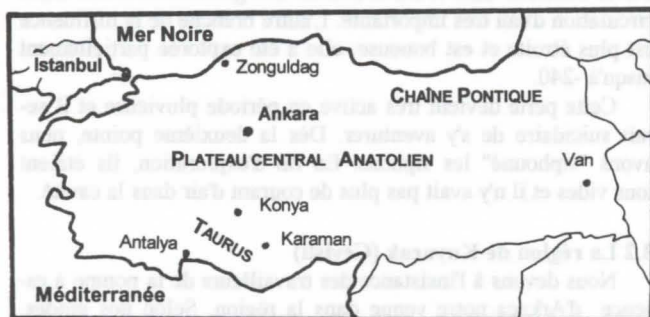 Mer Noire
Istanbul
Zonguldag
CHAÎNE PONTIQUE
Ankara
PLATEAU CENTRAL ANATOLIEN
Van
Konya
TAURUS
Antalya
Karaman
Méditerranée